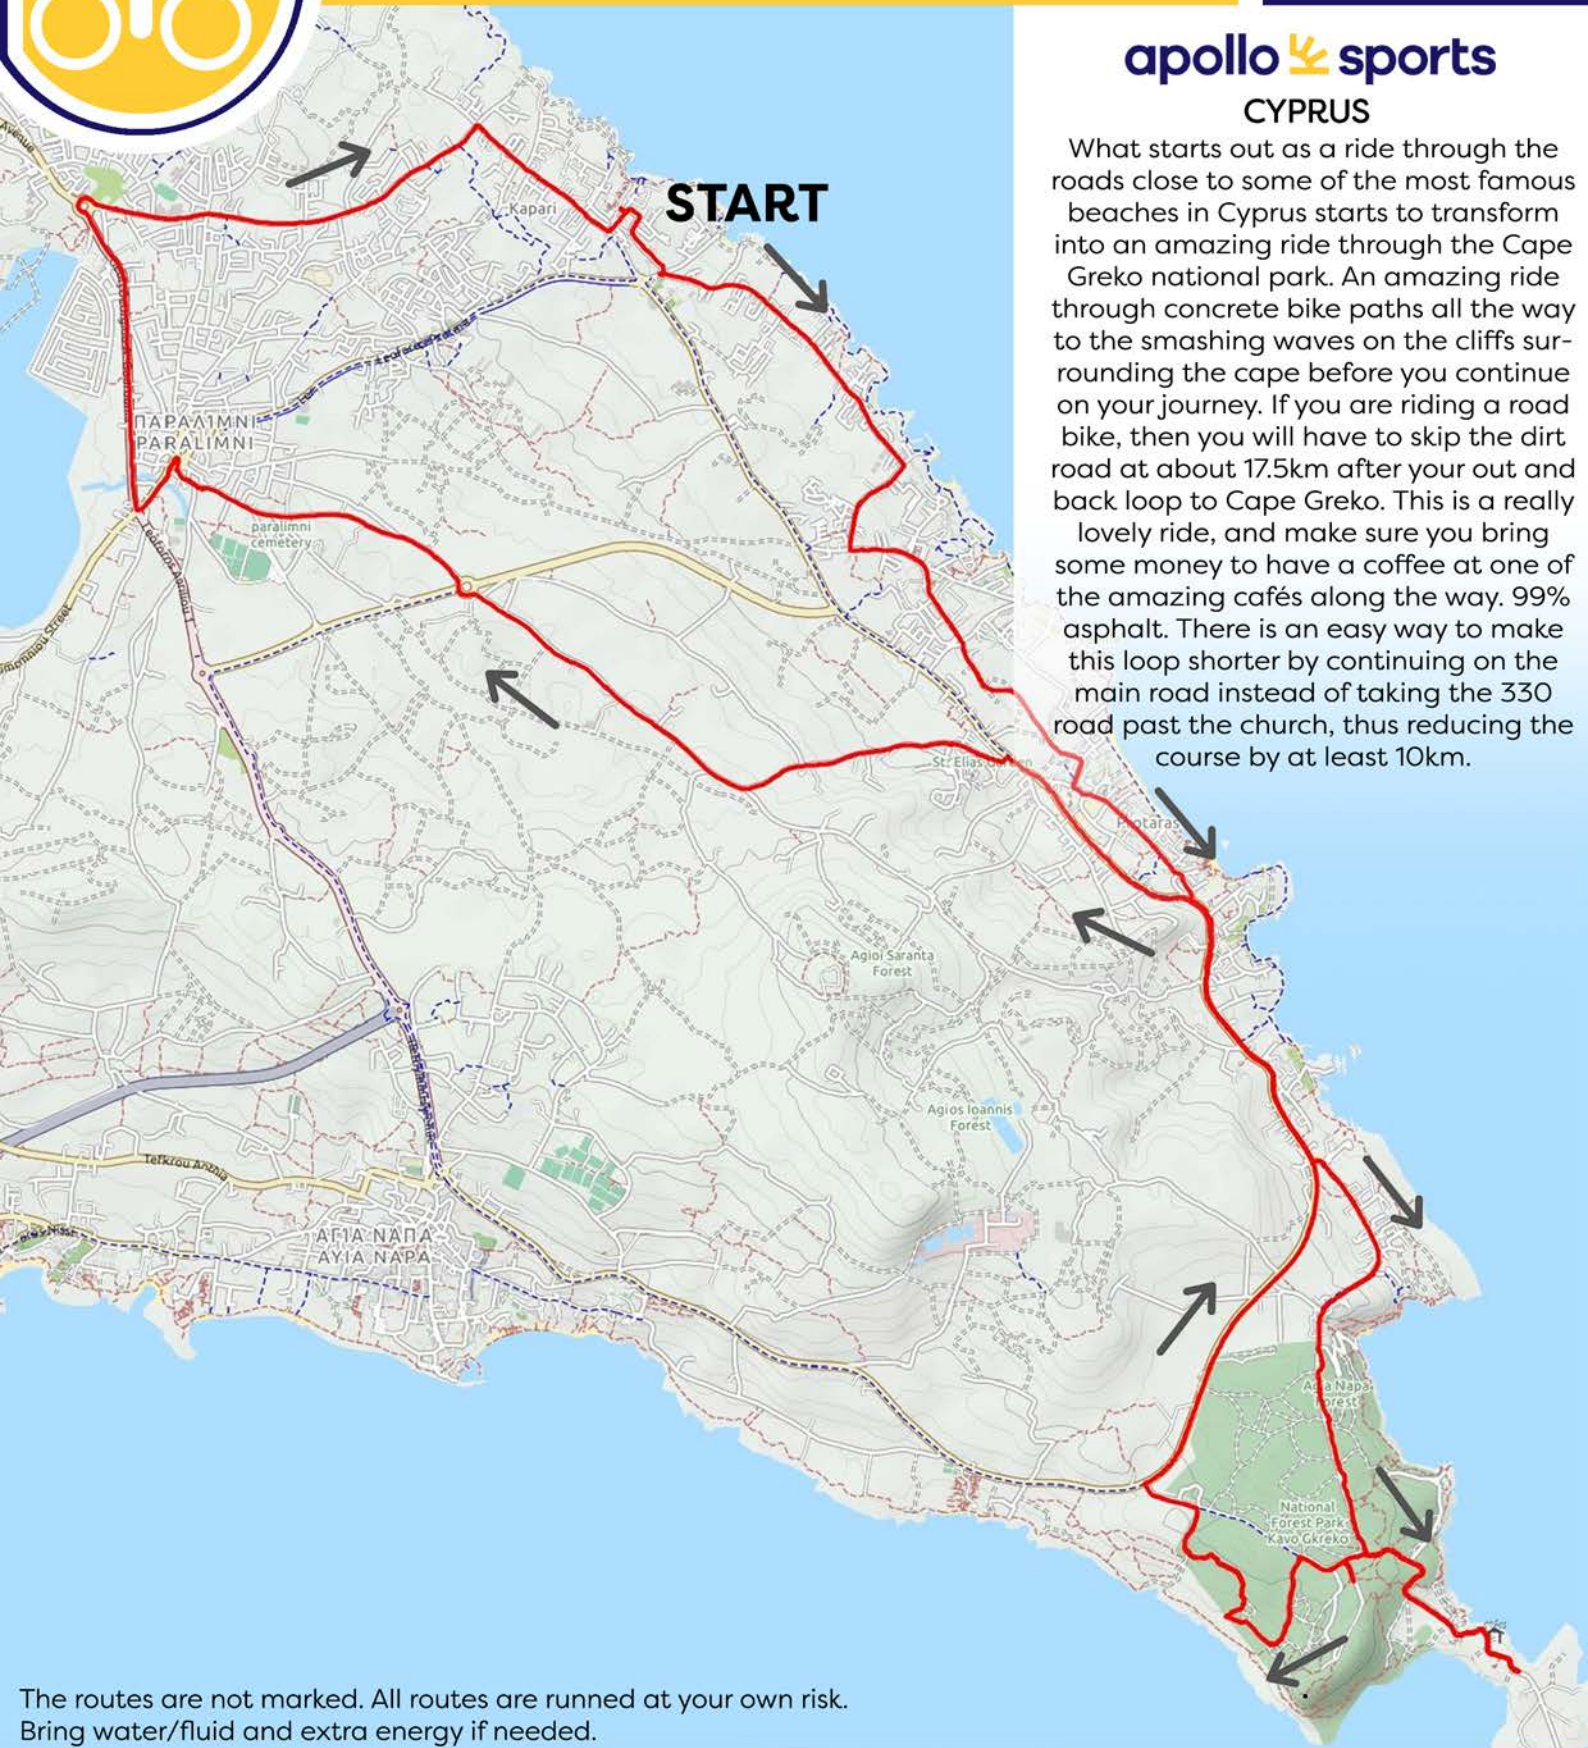 apollo sports
CYPRUS
What starts out as a ride through the
roads close to some of the most famous
beaches in Cyprus starts to transform
into an amazing ride through the Cape
Greko national park. An amazing ride
through concrete bike paths all the way
to the smashing waves on the cliffs sur-
rounding the cape before you continue
on your journey. If you are riding a road
bike, then you will have to skip the dirt
road at about 17.5km after your out and
back loop to Cape Greko. This is a really
lovely ride, and make sure you bring
some money to have a coffee at one of
the amazing cafés along the way. 99%
asphalt. There is an easy way to make
this loop shorter by continuing on the
main road instead of taking the 330
road past the church, thus reducing the
course by at least 10km.
Avenue
START
Kapari
ΠΑΡΑΛΙΜΝΙ
PARALIMNI
paralimni
cemetery
Street
St. Elias
Protaras
Agioi Saranta
Forest
Agios Ioannis
Forest
Tefkrou Anthia
ΑΓΙΑ ΝΑΠΑ
AYIA NAPA
Agia Napa
Forest
National
Forest Park
Kavo Gkreko
The routes are not marked. All routes are runned at your own risk.
Bring water/fluid and extra energy if needed.